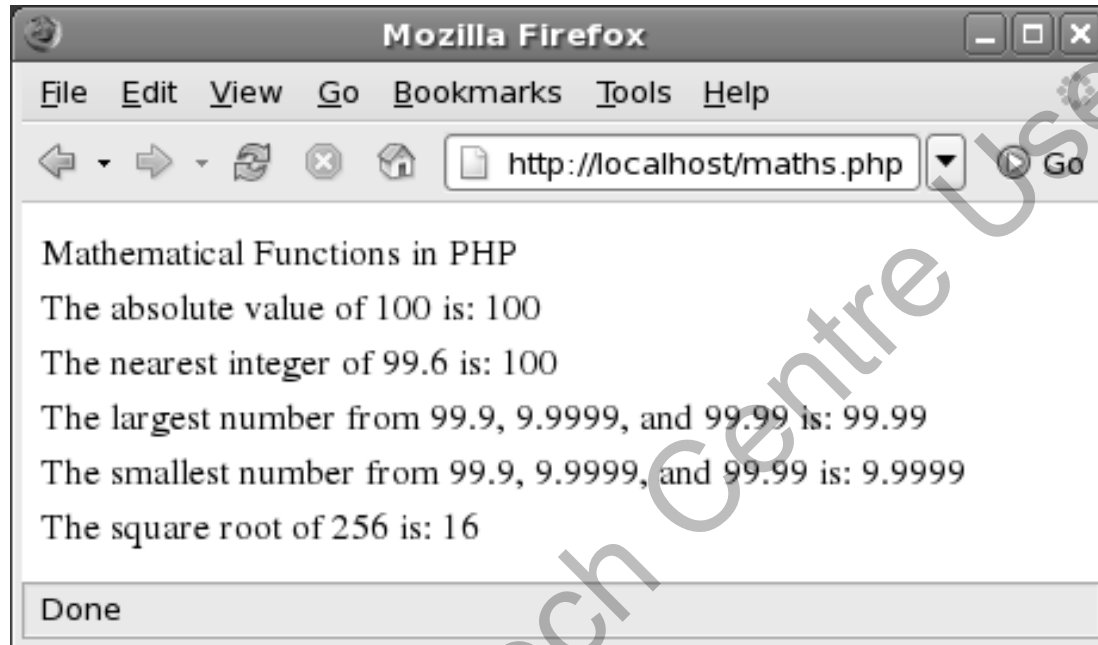 Mozilla Firefox
File Edit View Go Bookmarks Tools Help
http://localhost/maths.php Go
Mathematical Functions in PHP
The absolute value of 100 is: 100
The nearest integer of 99.6 is: 100
The largest number from 99.9, 9.9999, and 99.99 is: 99.99
The smallest number from 99.9, 9.9999, and 99.99 is: 9.9999
The square root of 256 is: 16
Done
ech Centre Use